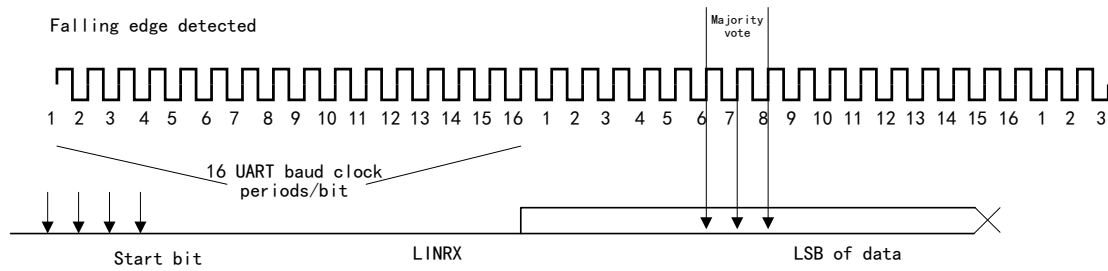 Falling edge detected
Majority
vote
1 2 3 4 5 6 7 8 9 10 11 12 13 14 15 16 1 2 3 4 5 6 7 8 9 10 11 12 13 14 15 16 1 2 3
16 UART baud clock
periods/bit
Start bit
LINRX
LSB of data